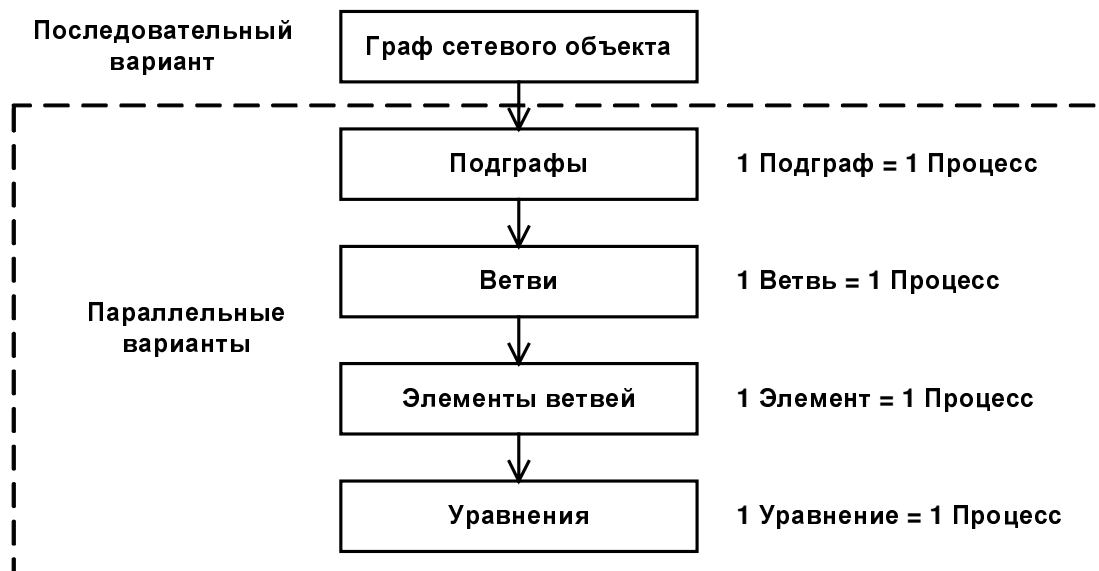 Последовательный
вариант
Граф сетевого объекта
Подграфы
1 Подграф = 1 Процесс
Ветви
1 Ветвь = 1 Процесс
Параллельные
варианты
Элементы ветвей
1 Элемент = 1 Процесс
Уравнения
1 Уравнение = 1 Процесс